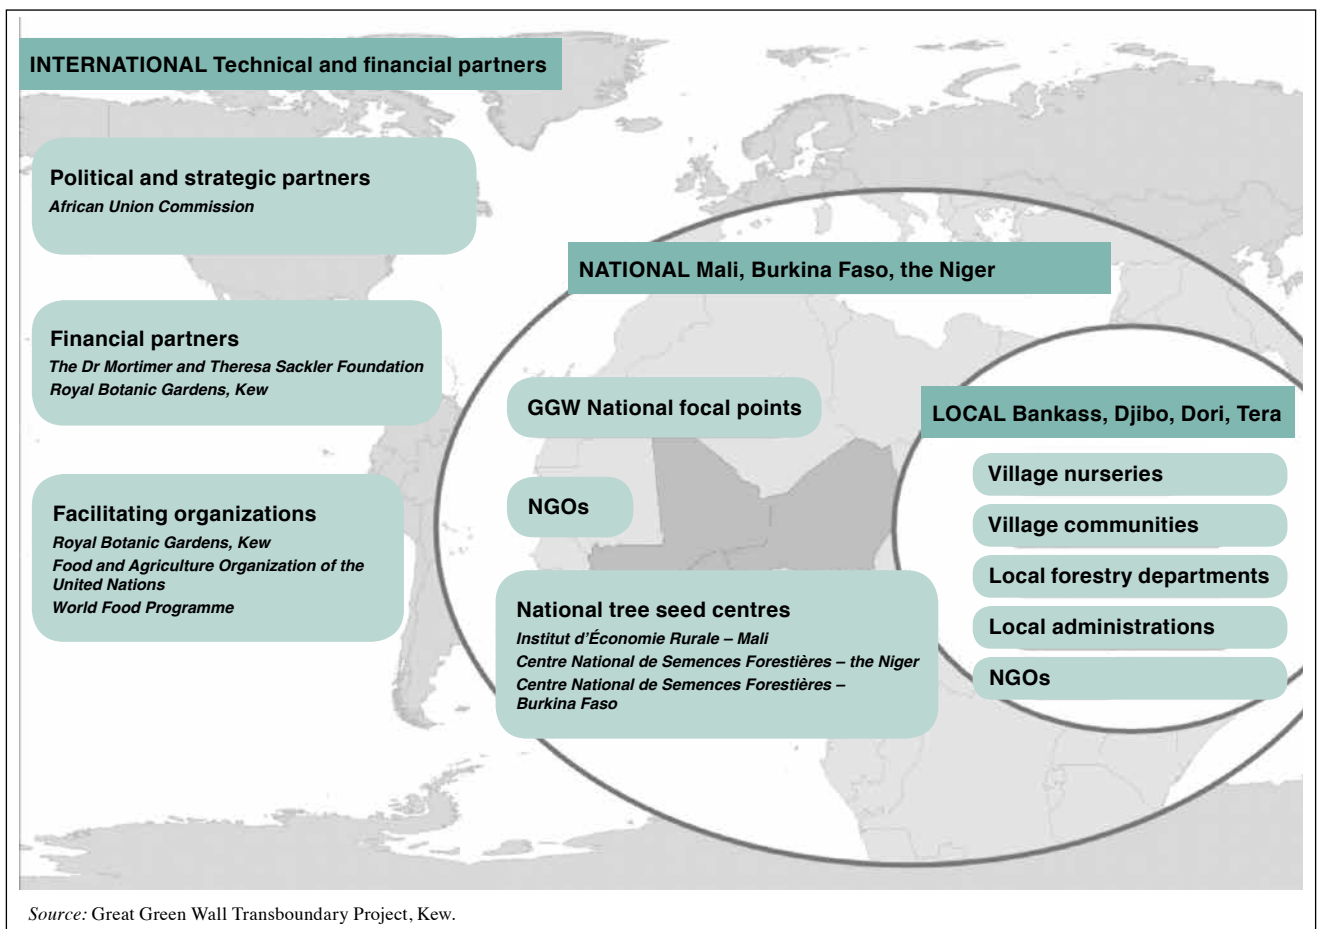 INTERNATIONAL Technical and financial partners
Political and strategic partners
African Union Commission
Financial partners
The Dr Mortimer and Theresa Sackler Foundation
Royal Botanic Gardens, Kew
Facilitating organizations
Royal Botanic Gardens, Kew
Food and Agriculture Organization of the
United Nations
World Food Programme
NATIONAL Mali, Burkina Faso, the Niger
GGW National focal points
NGOs
National tree seed centres
Institut d'Économie Rurale – Mali
Centre National de Semences Forestières – the Niger
Centre National de Semences Forestières –
Burkina Faso
LOCAL Bankass, Djibo, Dori, Tera
Village nurseries
Village communities
Local forestry departments
Local administrations
NGOs
Source: Great Green Wall Transboundary Project, Kew.